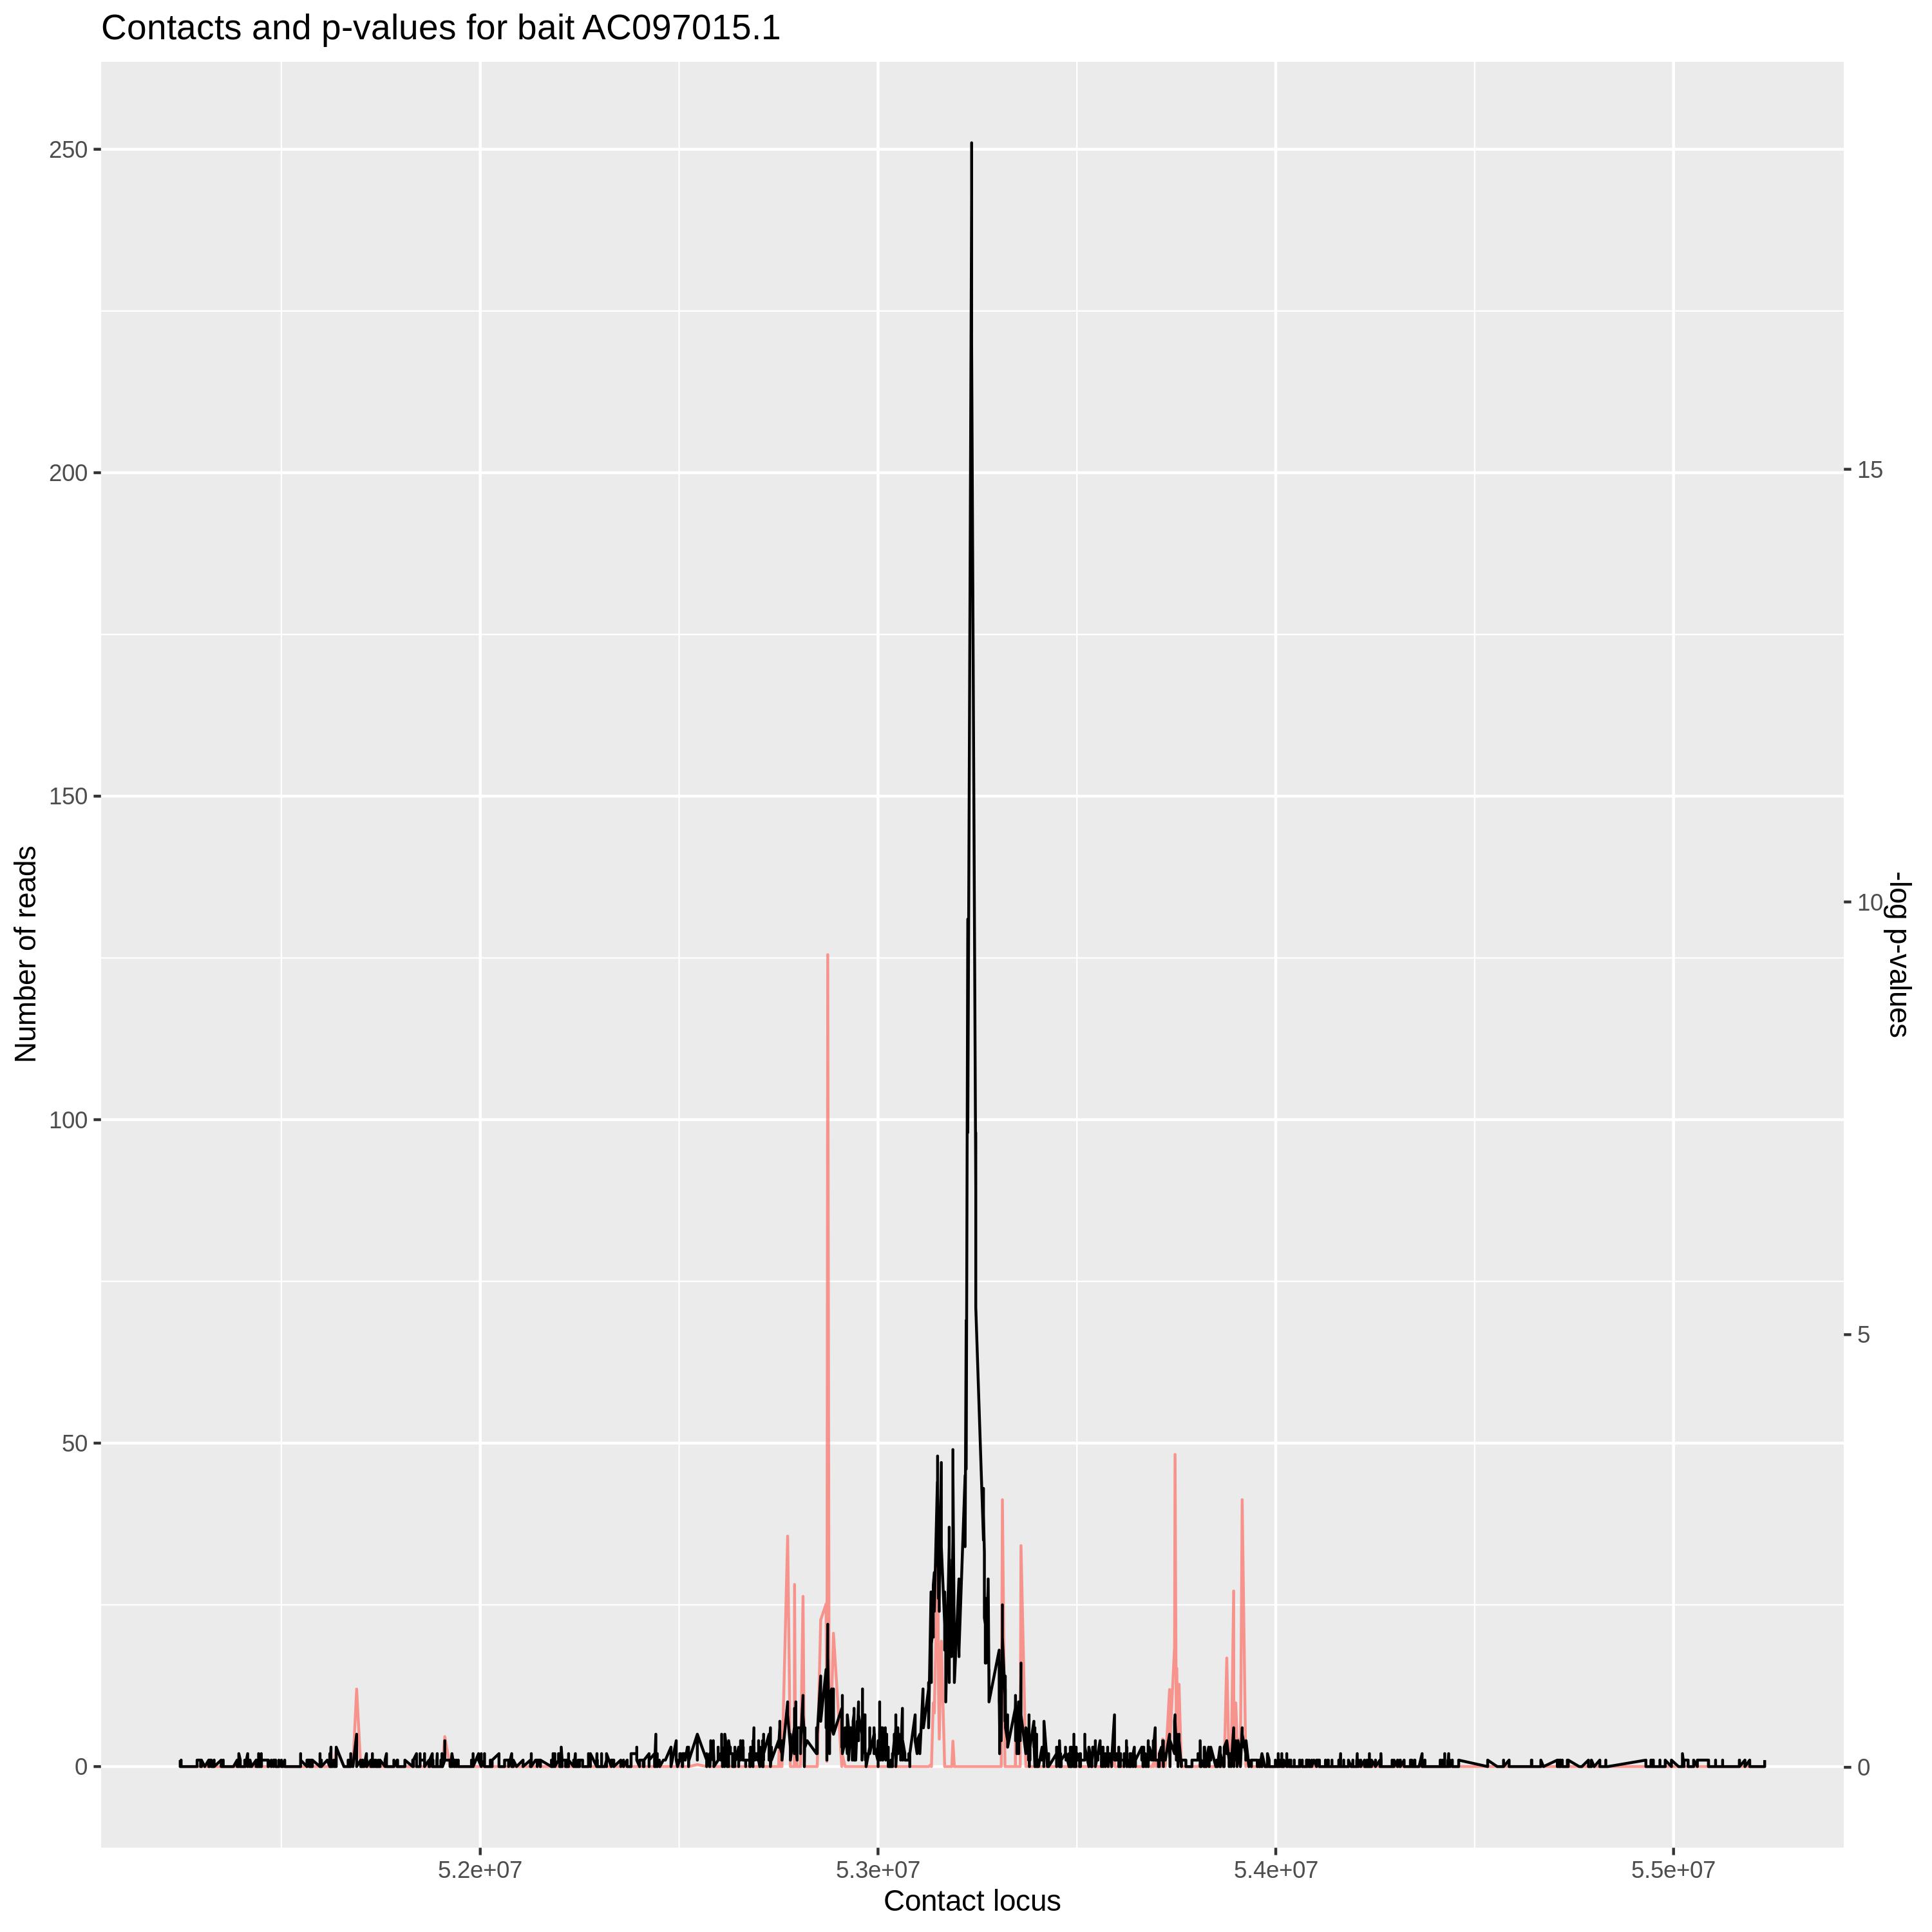 Contacts and p-values for bait AC097015.1
250
200
150
100
50
0
Number of reads
15
10
5
0
-log p-values
5.2e+07
5.3e+07
5.4e+07
5.5e+07
Contact locus